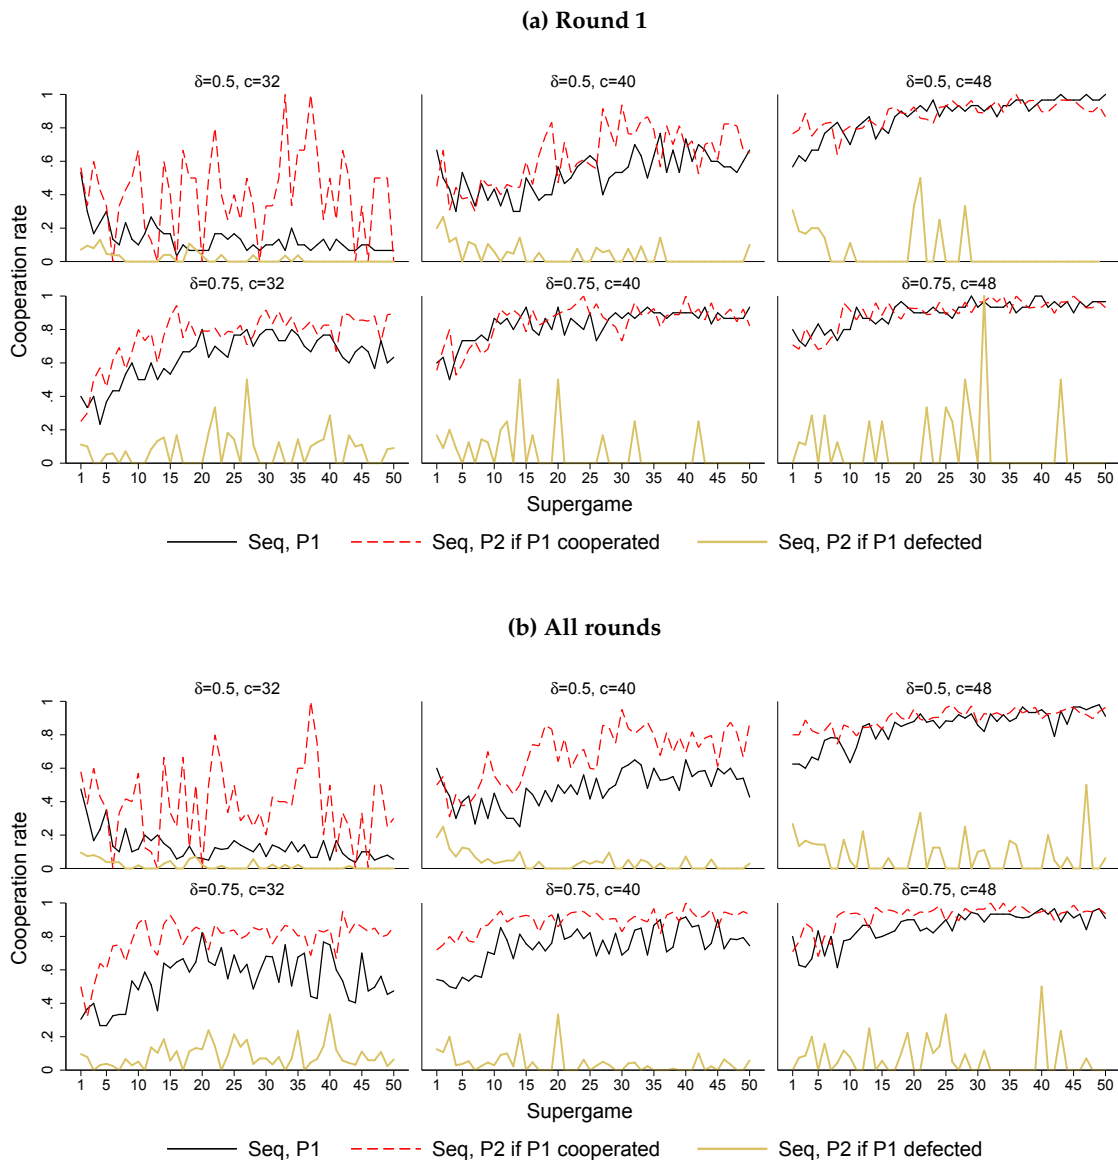 (a) Round 1
δ=0.5, c=32 δ=0.5, c=40 δ=0.5, c=48
1
.8
.6
.4
.2
0
δ=0.75, c=32 δ=0.75, c=40 δ=0.75, c=48
1
.8
.6
.4
.2
0
Cooperation rate
1 5 10 15 20 25 30 35 40 45 50 1 5 10 15 20 25 30 35 40 45 50 1 5 10 15 20 25 30 35 40 45 50
Supergame
Seq, P1 Seq, P2 if P1 cooperated Seq, P2 if P1 defected
(b) All rounds
δ=0.5, c=32 δ=0.5, c=40 δ=0.5, c=48
1
.8
.6
.4
.2
0
δ=0.75, c=32 δ=0.75, c=40 δ=0.75, c=48
1
.8
.6
.4
.2
0
Cooperation rate
1 5 10 15 20 25 30 35 40 45 50 1 5 10 15 20 25 30 35 40 45 50 1 5 10 15 20 25 30 35 40 45 50
Supergame
Seq, P1 Seq, P2 if P1 cooperated Seq, P2 if P1 defected